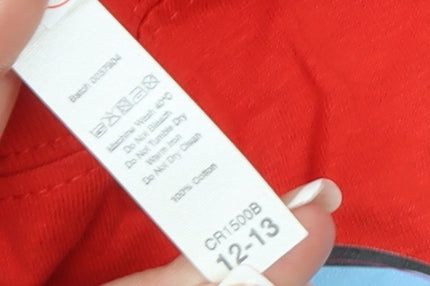 Batch 0037904
Machine Wash 40°C
Do Not Bleach
Do Not Tumble Dry
Warm Iron
Do Not Dry Clean
100% Cotton
CR1500B
12-13